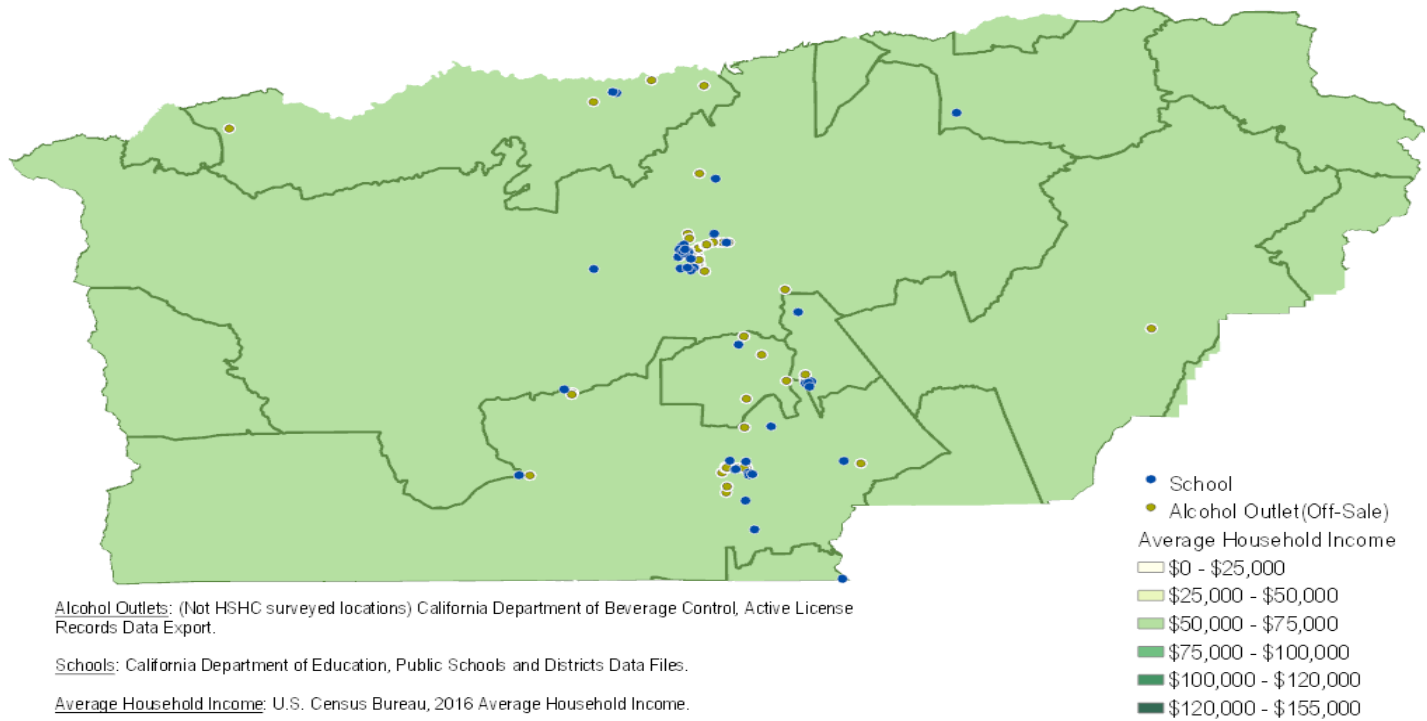 School
Alcohol Outlet(Off-Sale)
Average Household Income
$0 - $25,000
$25,000 - $50,000
$50,000 - $75,000
$75,000 - $100,000
$100,000 - $120,000
$120,000 - $155,000
Alcohol Outlets: (Not HSHC surveyed locations) California Department of Beverage Control, Active License
Records Data Export.
Schools: California Department of Education, Public Schools and Districts Data Files.
Average Household Income: U.S. Census Bureau, 2016 Average Household Income.